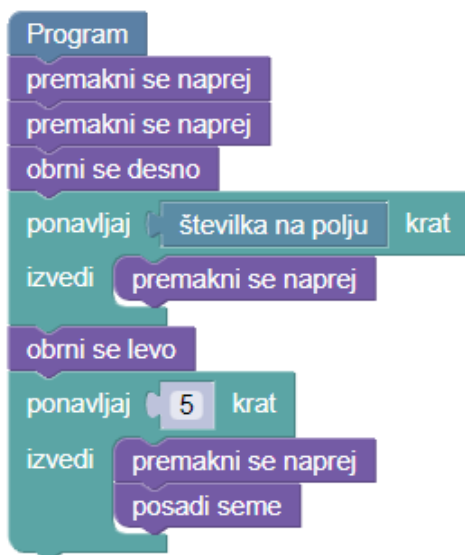 Program
premakni se naprej
premakni se naprej
obrni se desno
ponavljaj številka na polju krat
izvedi premakni se naprej
obrni se levo
ponavljaj 5 krat
izvedi premakni se naprej
posadi seme